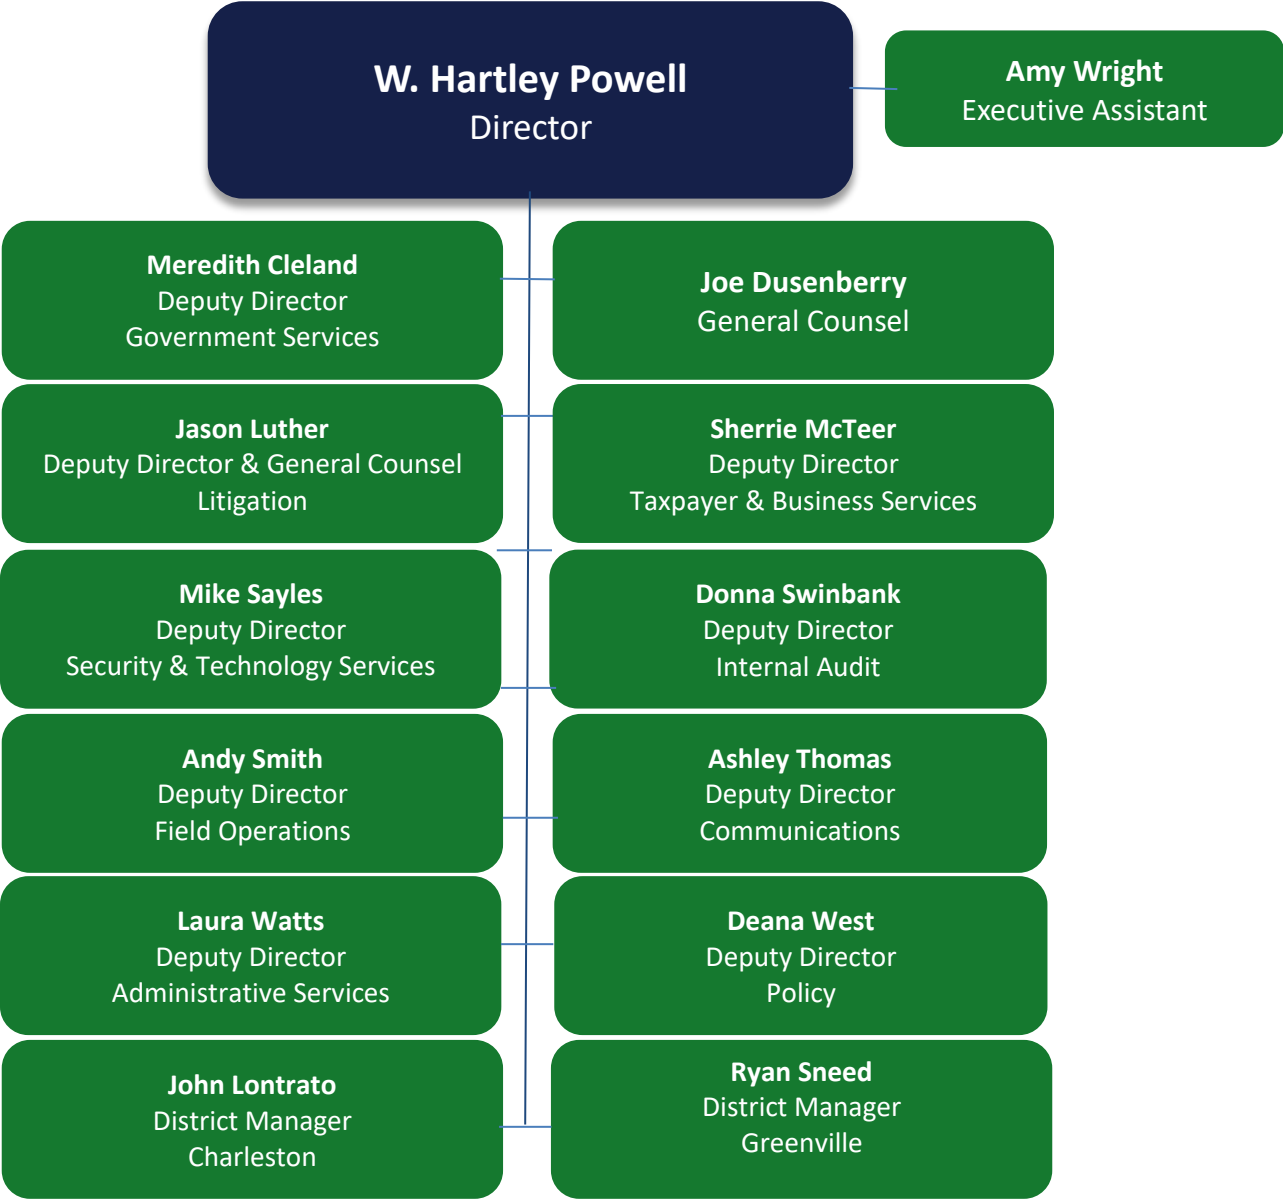 W. Hartley Powell
Director
Amy Wright
Executive Assistant
Meredith Cleland
Deputy Director
Government Services
Joe Dusenberry
General Counsel
Jason Luther
Deputy Director & General Counsel
Litigation
Sherrie McTeer
Deputy Director
Taxpayer & Business Services
Mike Sayles
Deputy Director
Security & Technology Services
Donna Swinbank
Deputy Director
Internal Audit
Andy Smith
Deputy Director
Field Operations
Ashley Thomas
Deputy Director
Communications
Laura Watts
Deputy Director
Administrative Services
Deana West
Deputy Director
Policy
John Lontrato
District Manager
Charleston
Ryan Sneed
District Manager
Greenville